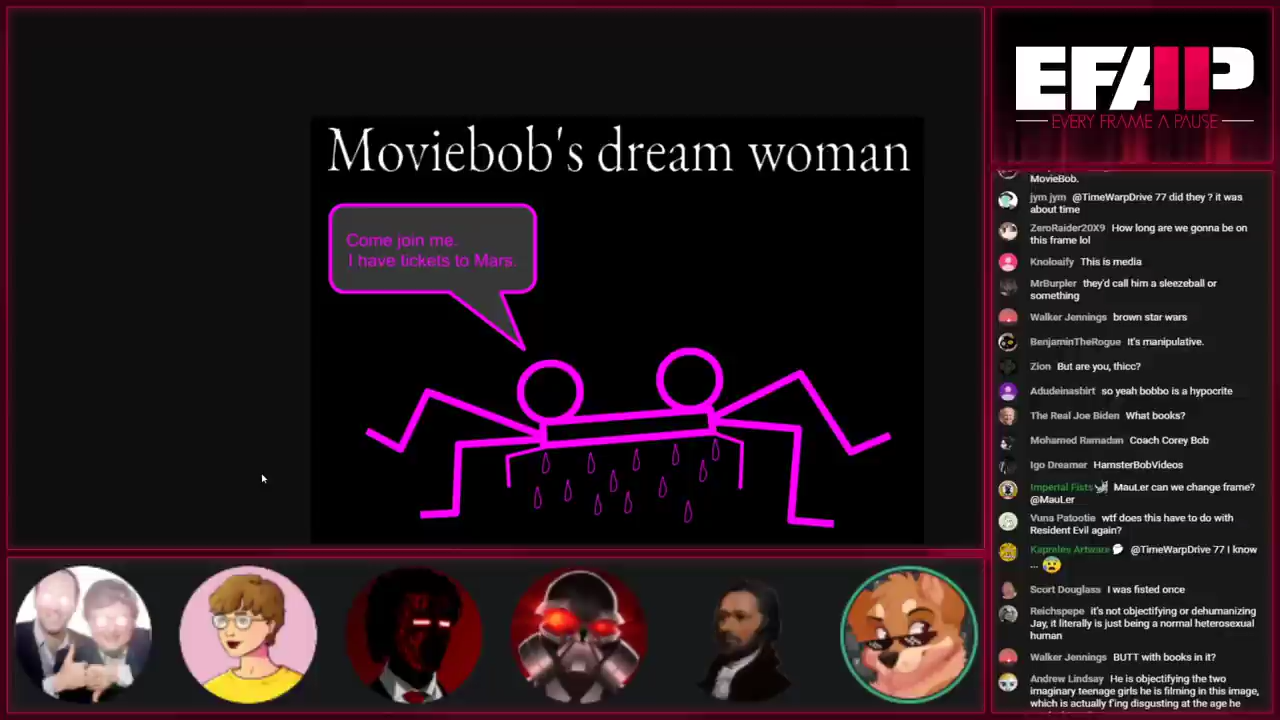 Moviebob's dream woman
Come join me.
I have tickets to Mars.
EFAP
EVERY FRAME A PAUSE
MovieBob.
jym jym @TimeWarpDrive 77 did they ? it was
about time
ZeroRaider20X9 How long are we gonna be on
this frame lol
Knoloaify This is media
MrBurpler they'd call him a sleezeball or
something
Walker Jennings brown star wars
BenjaminTheRogue It's manipulative.
Zion But are you, thicc?
Adudeinashirt so yeah bobbo is a hypocrite
The Real Joe Biden What books?
Mohamed Ramadan Coach Corey Bob
Igo Dreamer HamsterBobVideos
Imperial Fists MauLer can we change frame?
@MauLer
Vuna Patootie wtf does this have to do with
Resident Evil again?
@TimeWarpDrive 77 I know
...
Scort Douglass I was fisted once
Reichspepe it's not objectifying or dehumanizing
Jay, it literally is just being a normal heterosexual
human
Walker Jennings BUTT with books in it?
Andrew Lindsay He is objectifying the two
imaginary teenage girls he is filming in this image,
which is actually f'ing disgusting at the age he